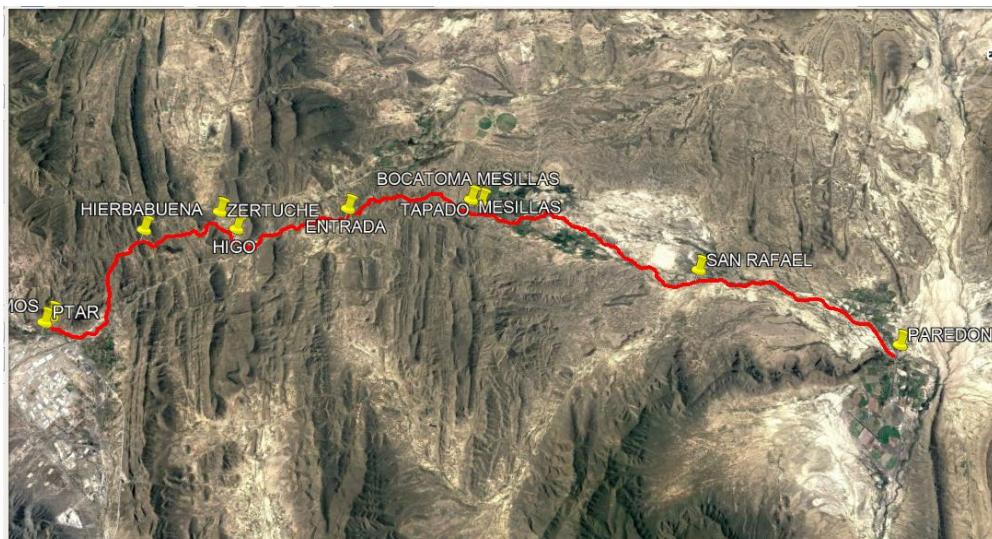 BOCATOMA MESILLAS
HIERBABUENA
ZERTUCHE
TAPADO
MESILLAS
ENTRADA
HIGO
SAN RAFAEL
MOS
PTAR
PAREDON